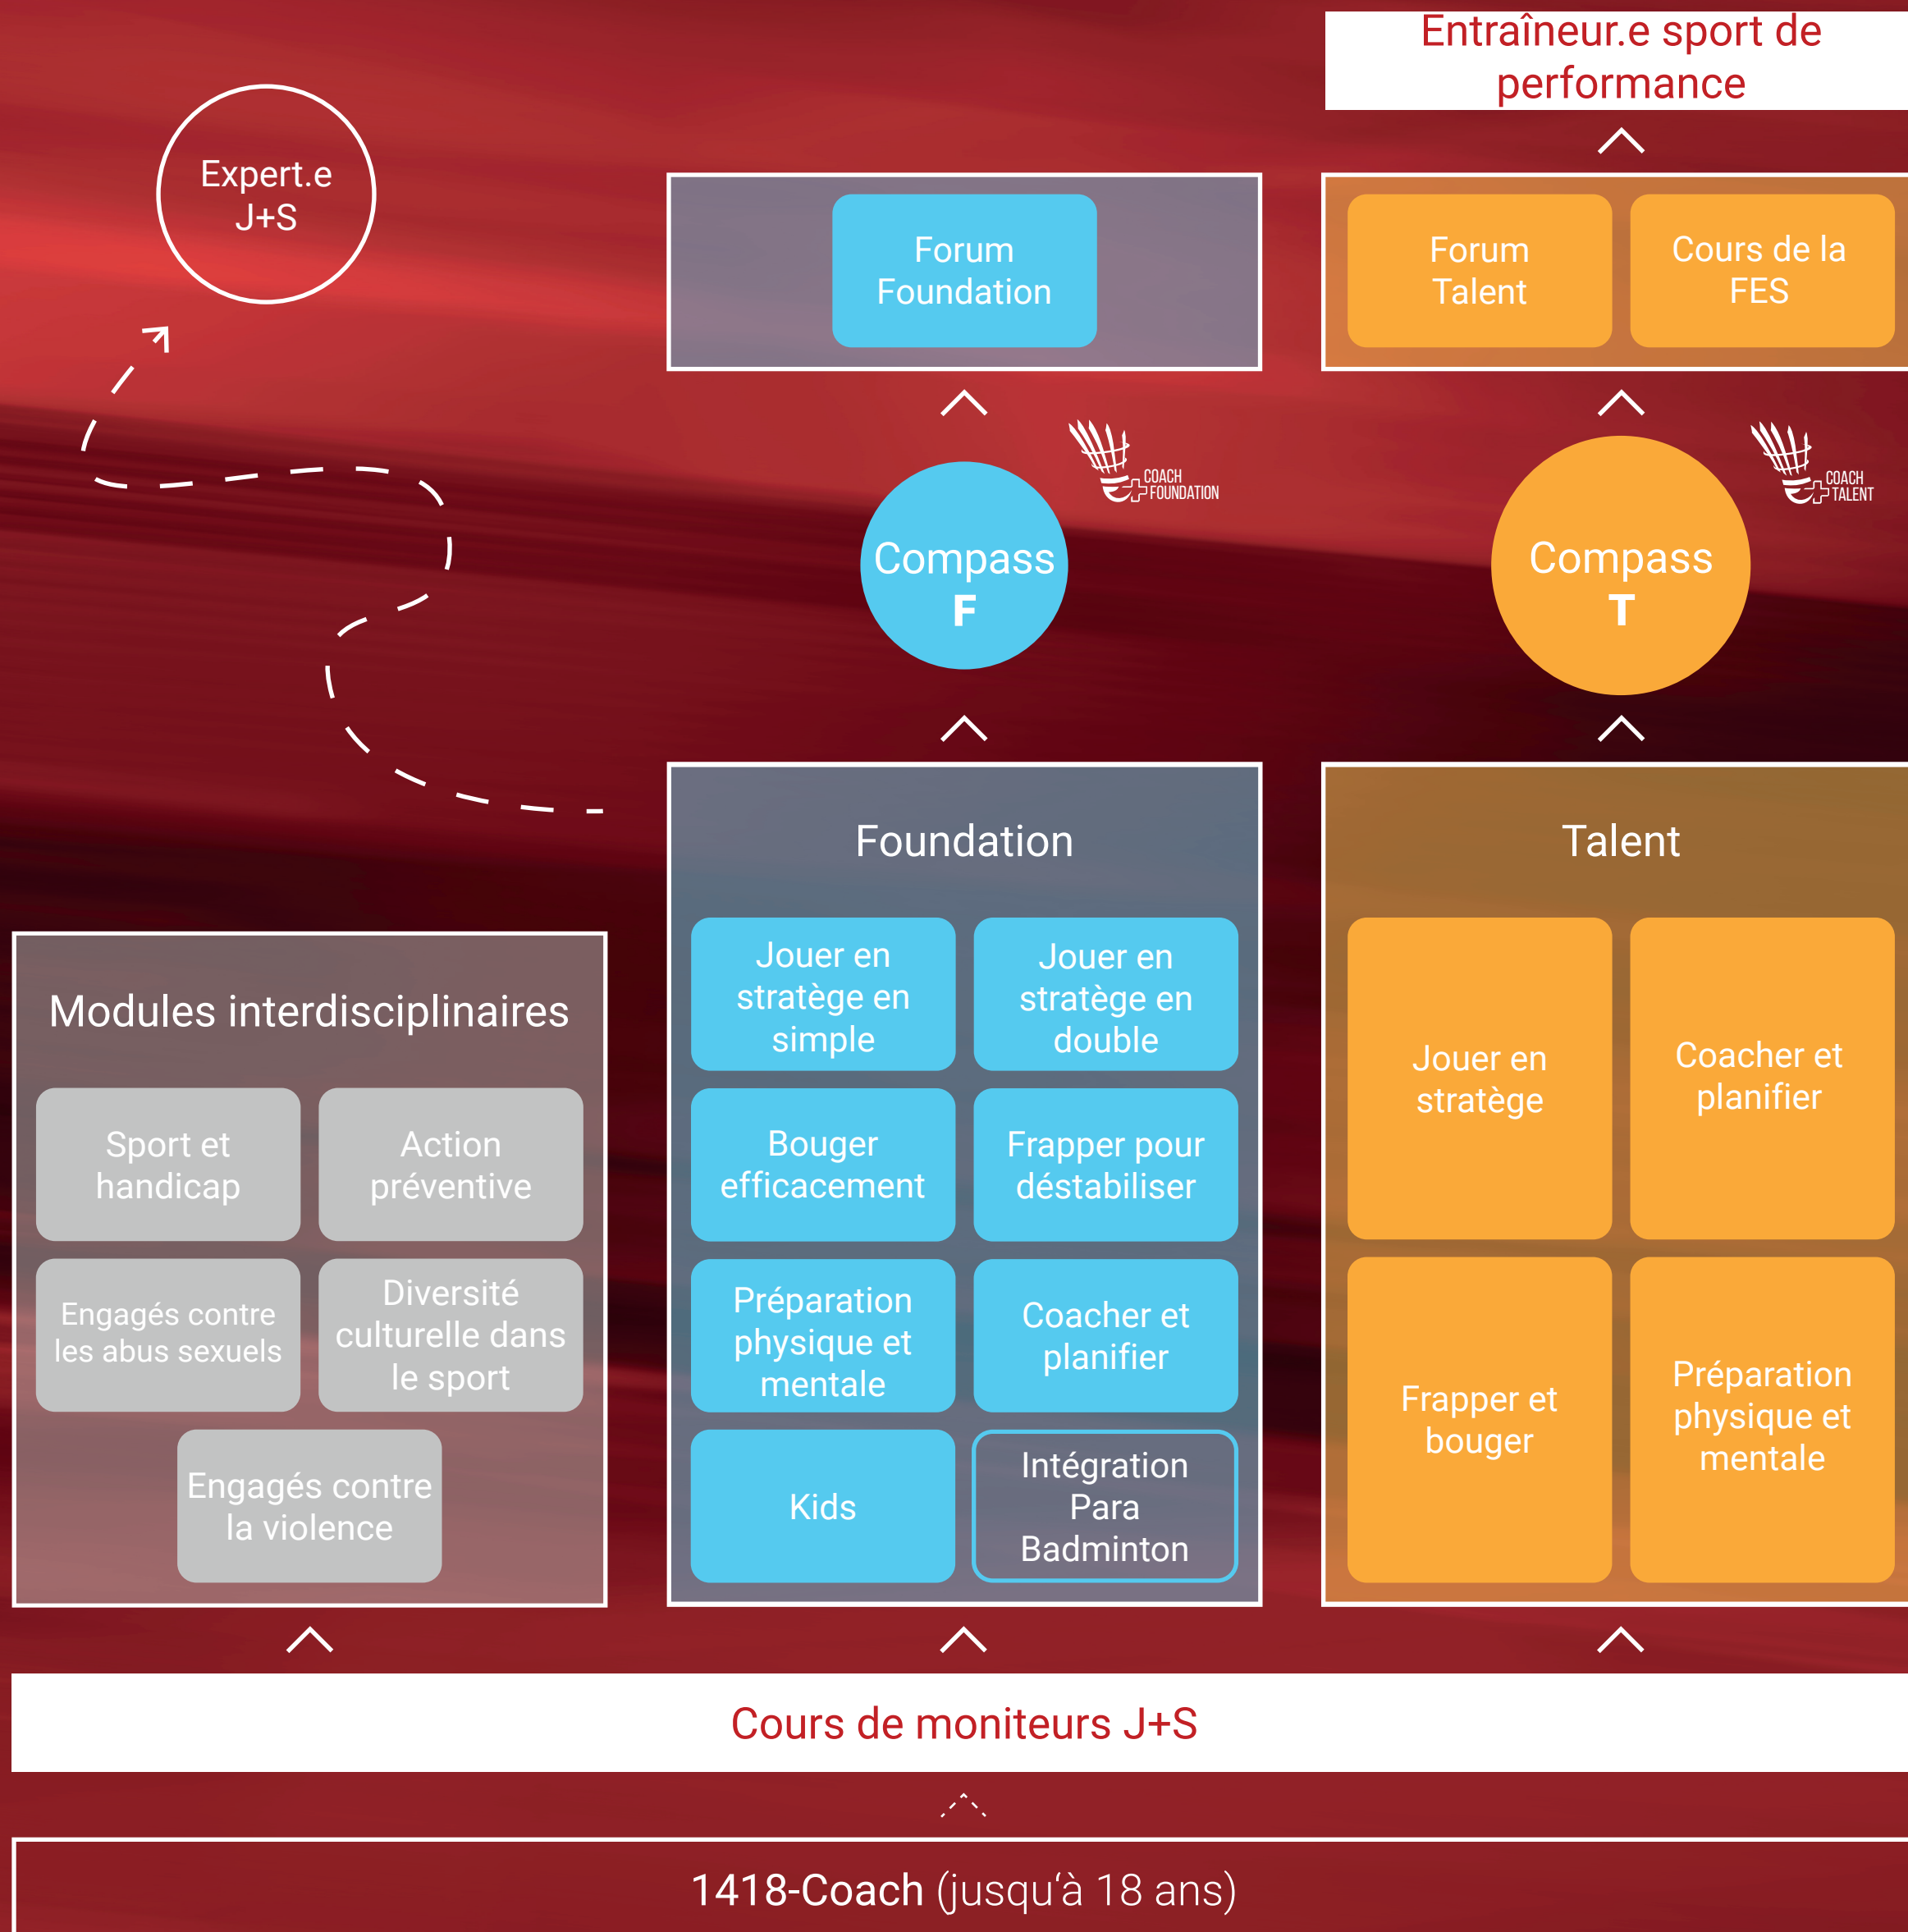 Entraîneur.e sport de
performance
Expert.e
J+S
Forum
Foundation
Forum
Talent
Cours de la
FES
COACH
FOUNDATION
COACH
TALENT
Compass
F
Compass
T
Foundation
Talent
Modules interdisciplinaires
Sport et
handicap
Action
préventive
Engagés contre
les abus sexuels
Diversité
culturelle dans
le sport
Engagés contre
la violence
Jouer en
stratège en
simple
Jouer en
stratège en
double
Bouger
efficacement
Frapper pour
déstabiliser
Préparation
physique et
mentale
Coacher et
planifier
Kids
Intégration
Para
Badminton
Jouer en
stratège
Coacher et
planifier
Frapper et
bouger
Préparation
physique et
mentale
Cours de moniteurs J+S
1418-Coach (jusqu‘à 18 ans)